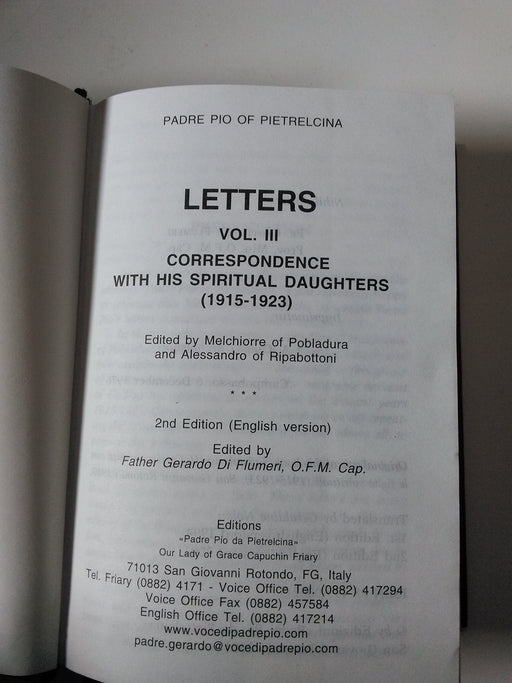 PADRE PIO OF PIETRELCINA
LETTERS
VOL. III
CORRESPONDENCE
WITH HIS SPIRITUAL DAUGHTERS
(1915-1923)
Edited by Melchiorre of Pobladura
and Alessandro of Ripabottoni
* * *
2nd Edition (English version)
Edited by
Father Gerardo Di Flumeri, O.F.M. Cap.
Editions
«Padre Pio da Pietrelcina»
Our Lady of Grace Capuchin Friary
71013 San Giovanni Rotondo, FG, Italy
Tel. Friary (0882) 4171 - Voice Office Tel. (0882) 417294
Voice Office Fax (0882) 457584
English Office Tel. (0882) 417214
www.vocedipadrepio.com
padre.gerardo@vocedipadrepio.com